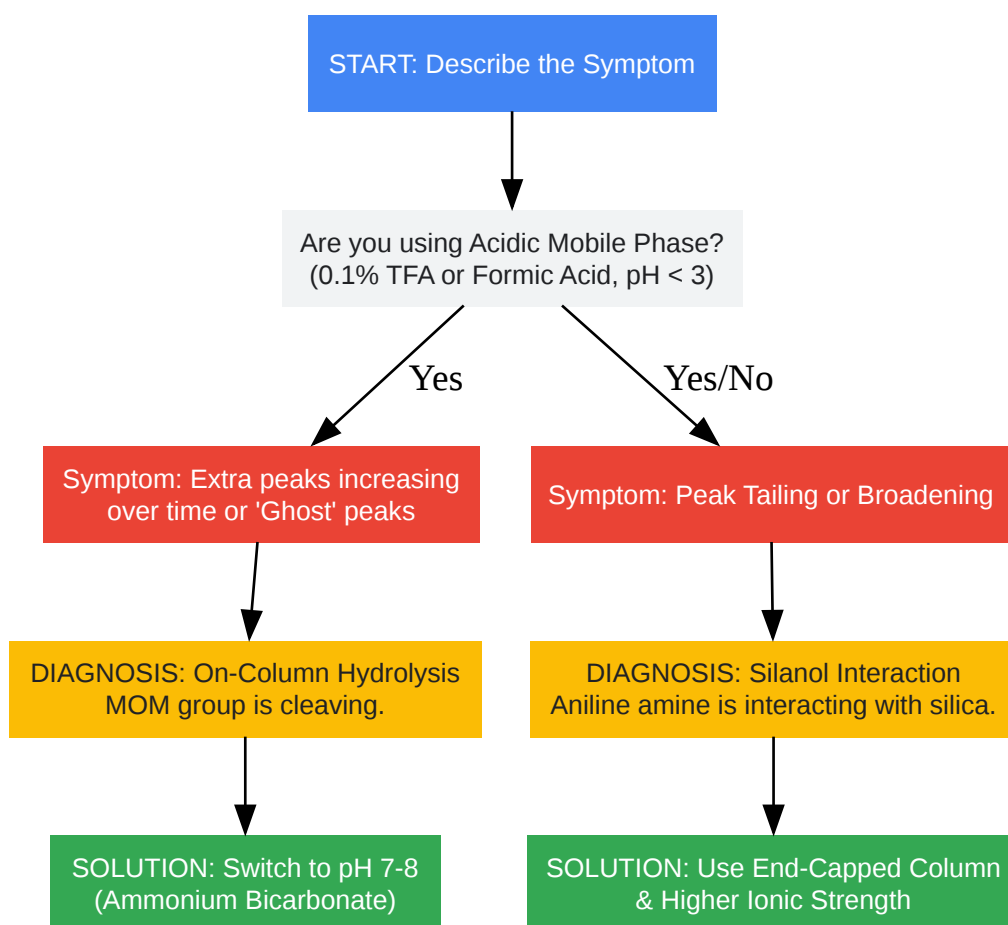 START: Describe the Symptom
Are you using Acidic Mobile Phase?
(0.1% TFA or Formic Acid, pH < 3)
Yes
Yes/No
Symptom: Extra peaks increasing
over time or 'Ghost' peaks
Symptom: Peak Tailing or Broadening
DIAGNOSIS: On-Column Hydrolysis
MOM group is cleaving.
DIAGNOSIS: Silanol Interaction
Aniline amine is interacting with silica.
SOLUTION: Switch to pH 7-8
(Ammonium Bicarbonate)
SOLUTION: Use End-Capped Column
& Higher Ionic Strength